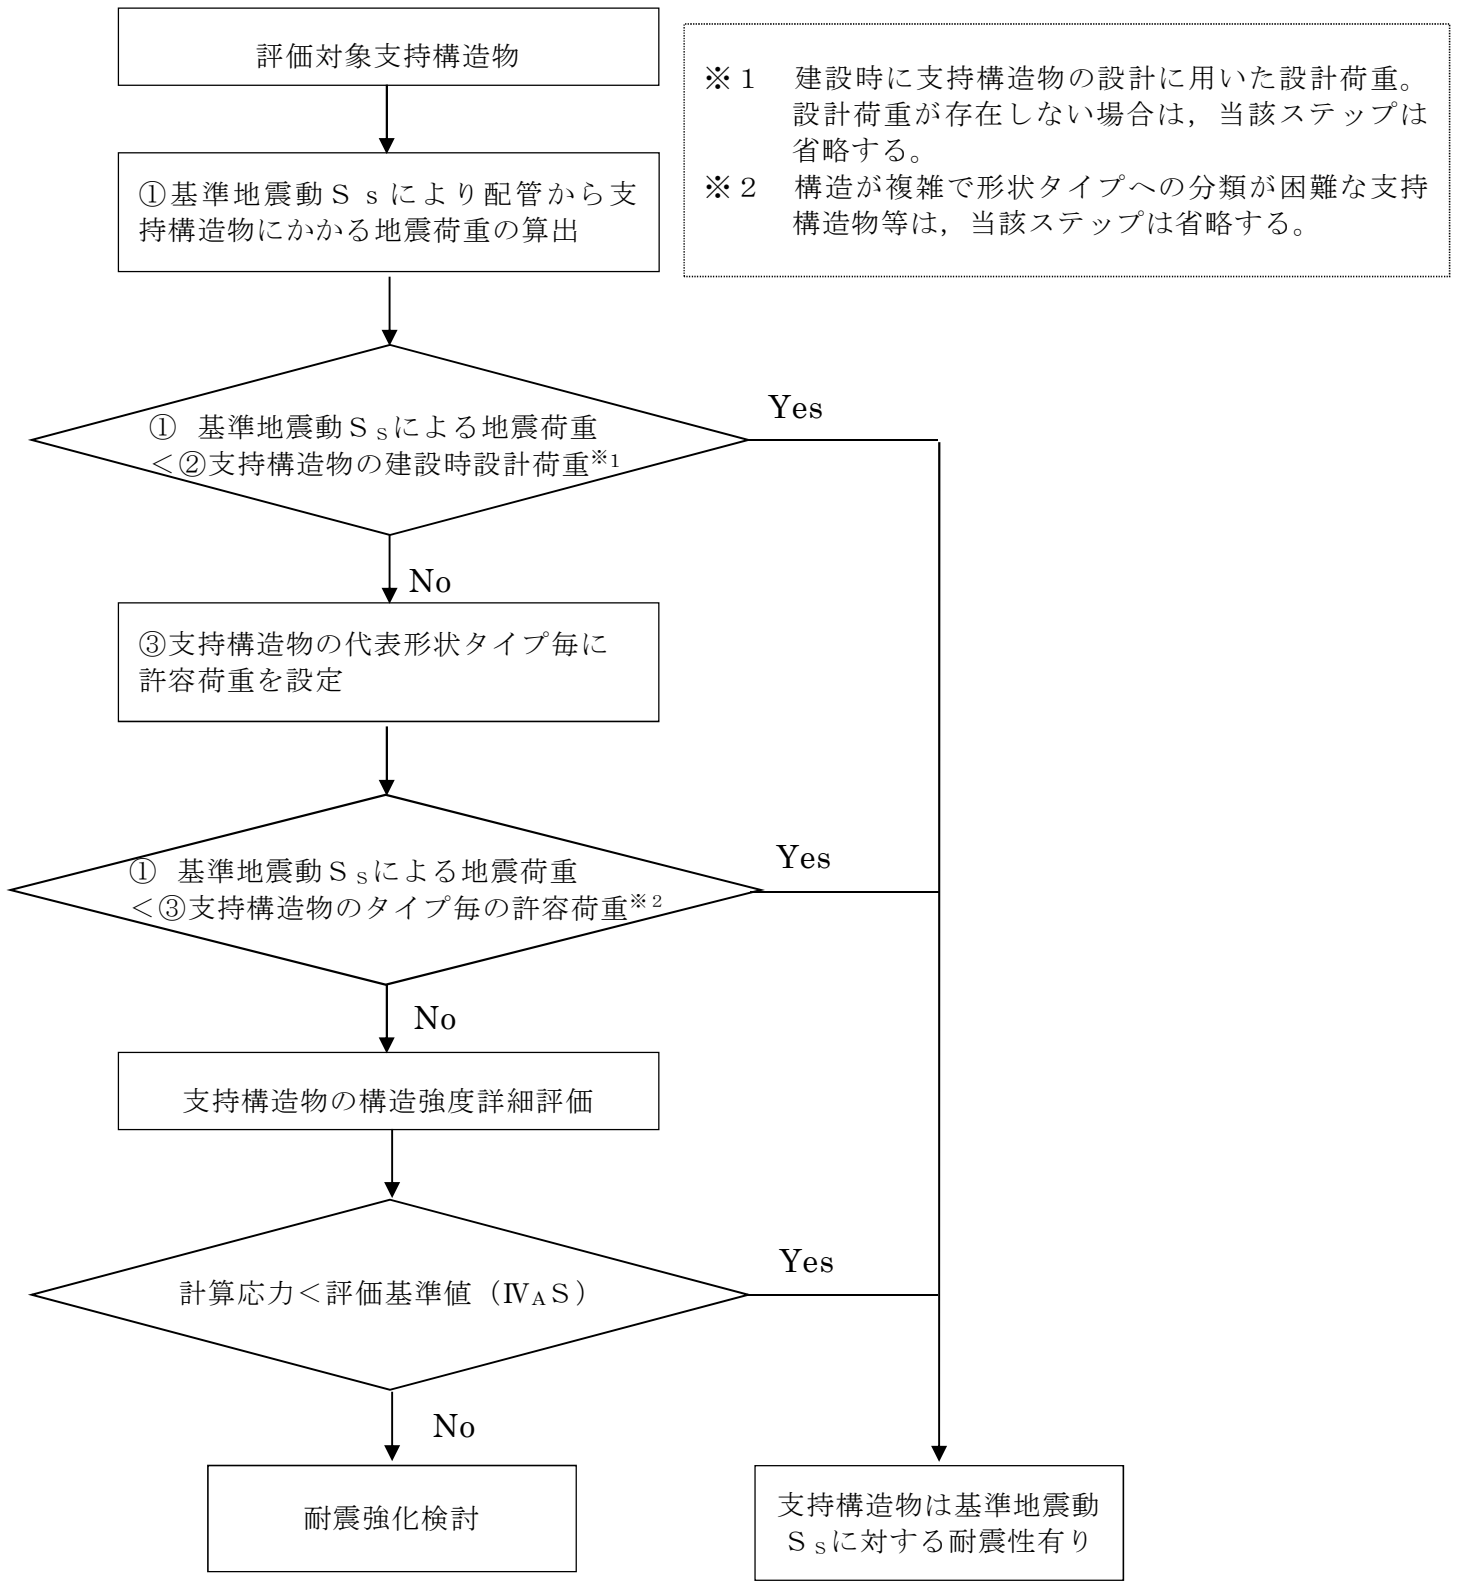 評価対象支持構造物
※１　建設時に支持構造物の設計に用いた設計荷重。
設計荷重が存在しない場合は，当該ステップは
省略する。
※２　構造が複雑で形状タイプへの分類が困難な支持
構造物等は，当該ステップは省略する。
①基準地震動Ｓｓにより配管から支
持構造物にかかる地震荷重の算出
①　基準地震動Ｓsによる地震荷重
＜②支持構造物の建設時設計荷重※1
Yes
No
③支持構造物の代表形状タイプ毎に
許容荷重を設定
①　基準地震動Ｓsによる地震荷重
＜③支持構造物のタイプ毎の許容荷重※２
Yes
No
支持構造物の構造強度詳細評価
計算応力＜評価基準値（ⅣAＳ）
Yes
No
耐震強化検討
支持構造物は基準地震動
Ｓsに対する耐震性有り